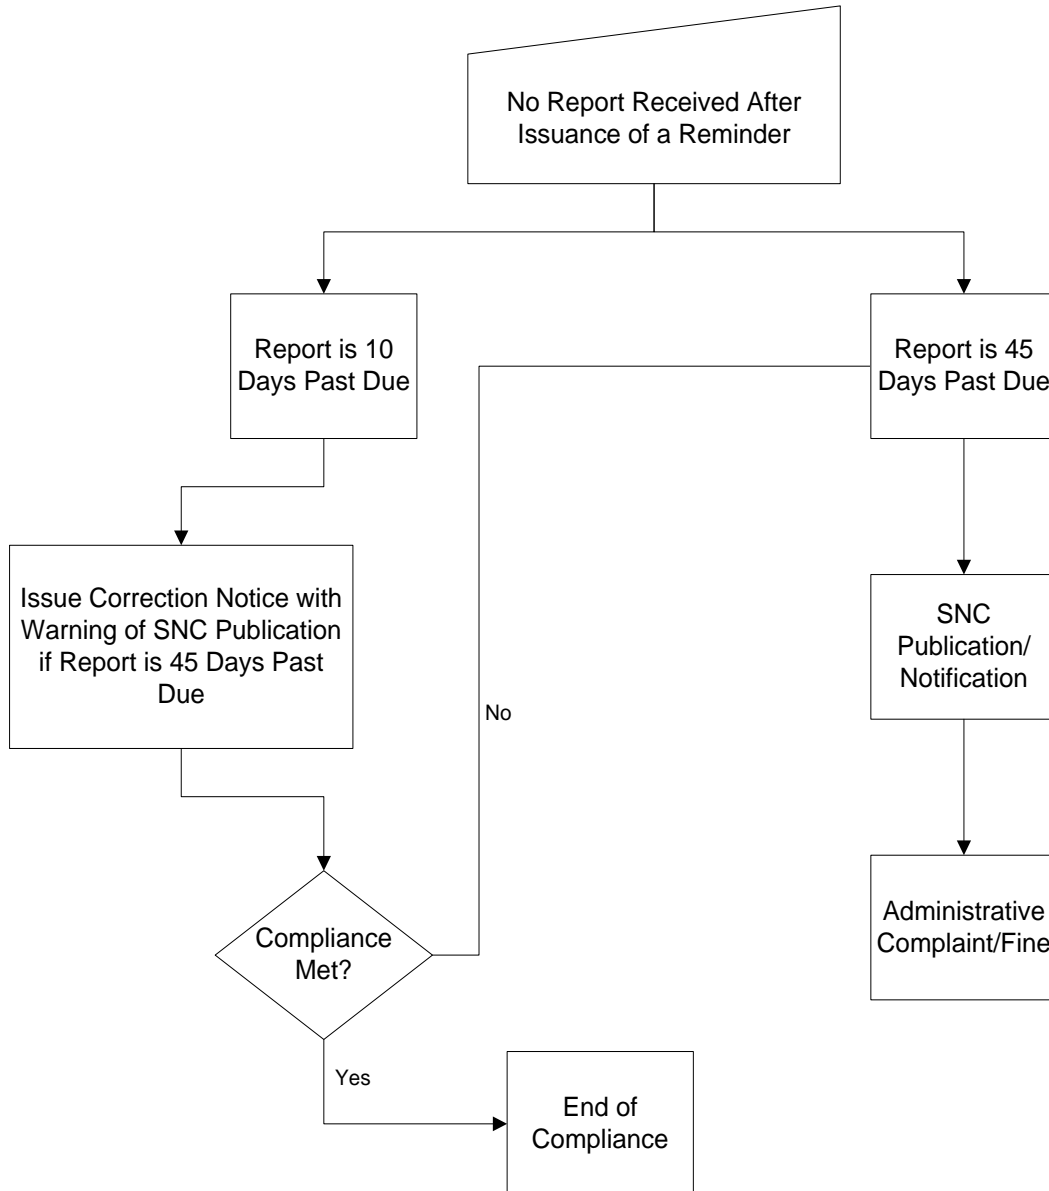 No Report Received After
Issuance of a Reminder
Report is 10
Days Past Due
Report is 45
Days Past Due
Issue Correction Notice with
Warning of SNC Publication
if Report is 45 Days Past
Due
SNC
Publication/
Notification
No
Compliance
Met?
Administrative
Complaint/Fine
Yes
End of
Compliance